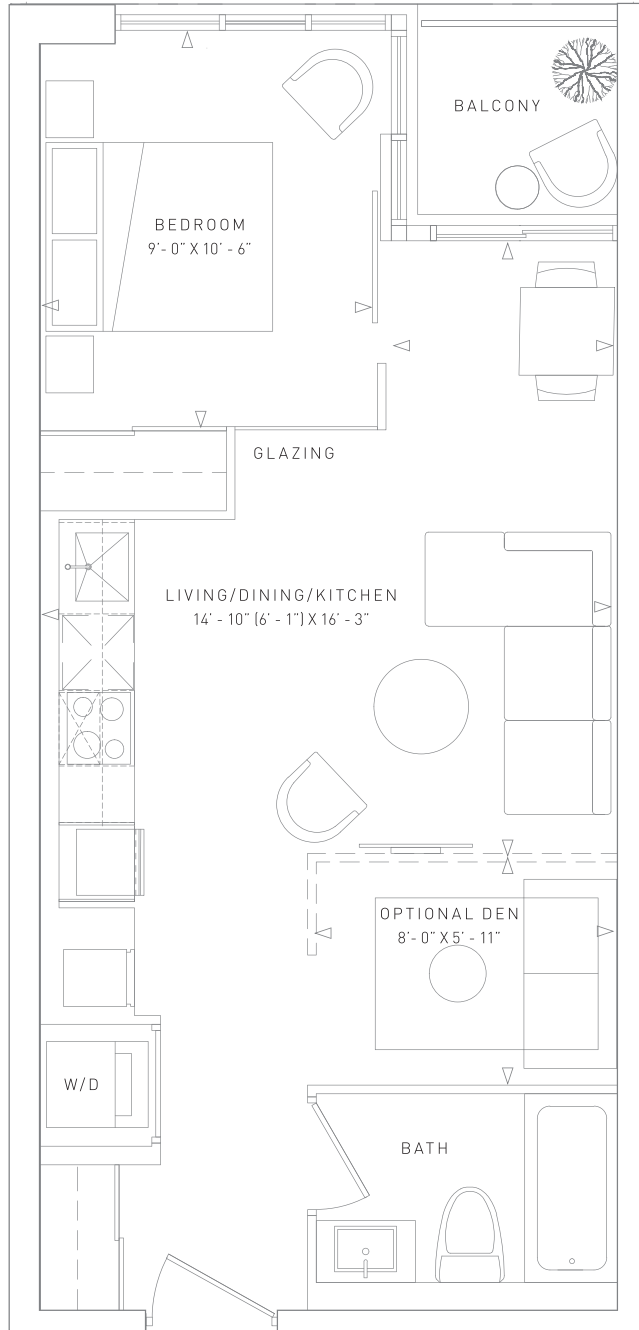 BALCONY
BEDROOM
9'- 0" X 10' - 6"
GLAZING
LIVING/DINING/KITCHEN
14' - 10" (6' - 1") X 16' - 3"
OPTIONAL DEN
8'- 0" X 5' - 11"
W/D
BATH